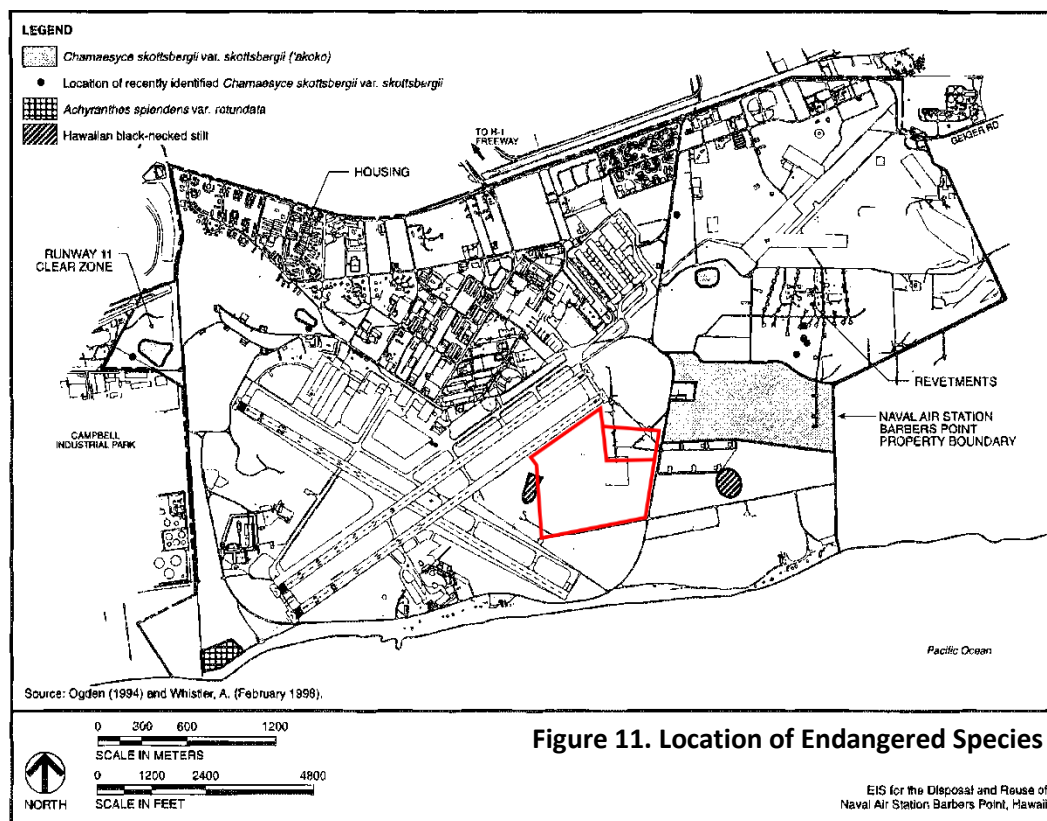 LEGEND
Chamaesyce skottsbergii var. skottsbergii ('akoko)
Location of recently identified Chamaesyce skottsbergii var. skottsbergii
Achyranthos splendens var. rotundata
Hawaiian black-necked stilt
TO H-1
FREEWAY
GEIGER RD
HOUSING
RUNWAY 11
CLEAR ZONE
REVETMENTS
NAVAL AIR STATION
BARBERS POINT
PROPERTY BOUNDARY
CAMPBELL
INDUSTRIAL PARK
Pacific Ocean
Source: Ogden (1994) and Whistler, A. (February 1998).
0 300 600 1200
SCALE IN METERS
0 1200 2400 4800
SCALE IN FEET
NORTH
Figure 11. Location of Endangered Species
EIS for the Disposal and Reuse of
Naval Air Station Barbers Point, Hawaii